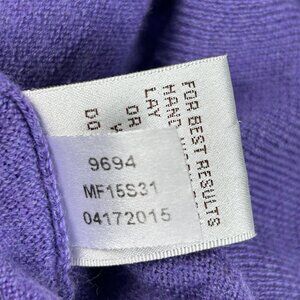 9694
MF15S31
04172015
FOR BEST RESULTS
HAND
LAY
OR
DO